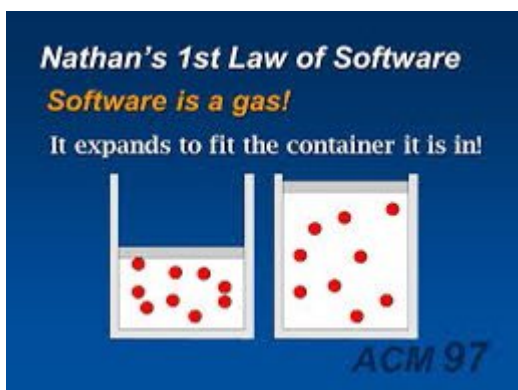 Nathan's 1st Law of Software
Software is a gas!
It expands to fit the container it is in!
ACM 97